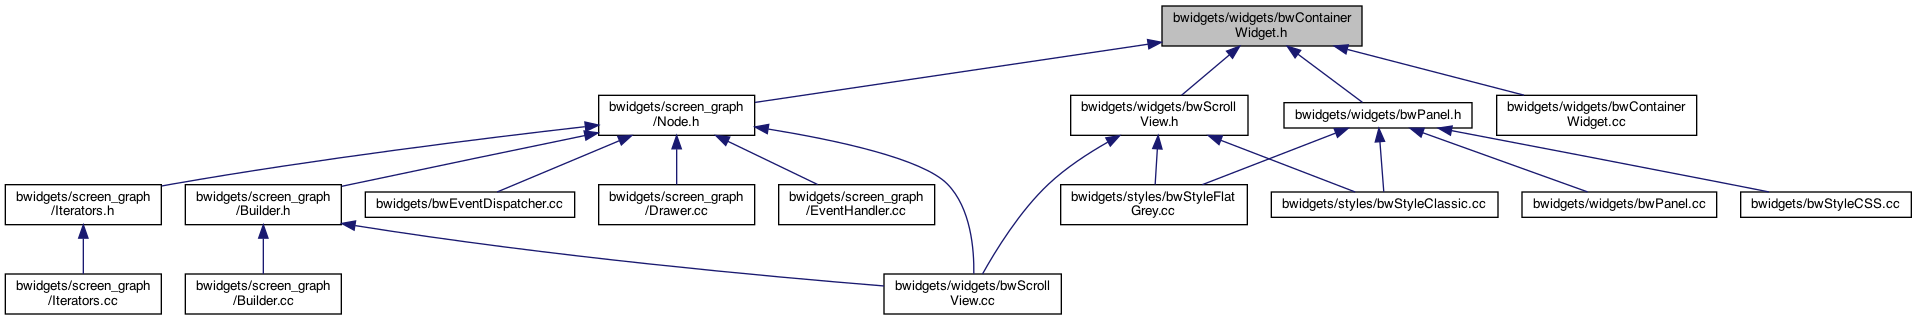 bwidgets/widgets/bwContainer
Widget.h
bwidgets/screen_graph
/Node.h
bwidgets/widgets/bwScroll
View.h
bwidgets/widgets/bwPanel.h
bwidgets/widgets/bwContainer
Widget.cc
bwidgets/screen_graph
/Iterators.h
bwidgets/screen_graph
/Builder.h
bwidgets/bwEventDispatcher.cc
bwidgets/screen_graph
/Drawer.cc
bwidgets/screen_graph
/EventHandler.cc
bwidgets/styles/bwStyleFlat
Grey.cc
bwidgets/styles/bwStyleClassic.cc
bwidgets/widgets/bwPanel.cc
bwidgets/bwStyleCSS.cc
bwidgets/screen_graph
/Iterators.cc
bwidgets/screen_graph
/Builder.cc
bwidgets/widgets/bwScroll
View.cc